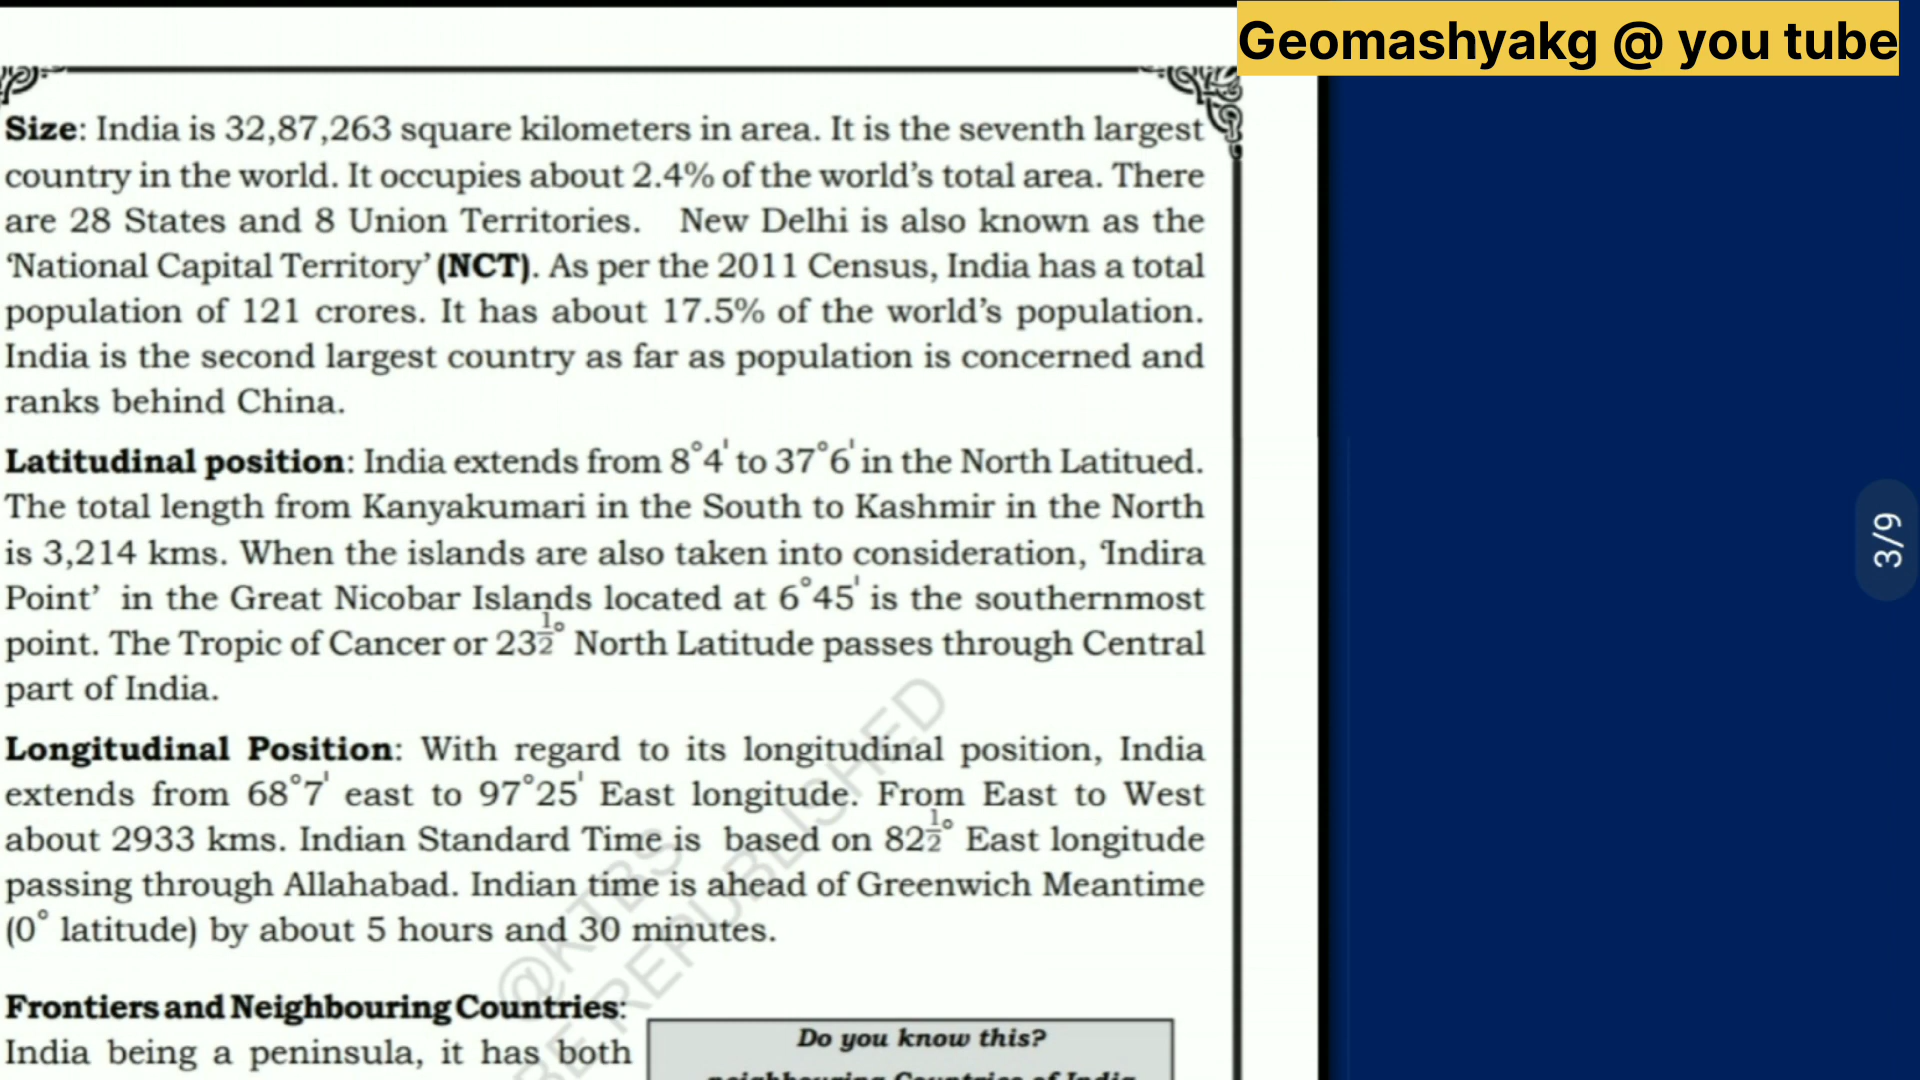 Geomashyakg @ you tube
Size: India is 32,87,263 square kilometers in area. It is the seventh largest
country in the world. It occupies about 2.4% of the world’s total area. There
are 28 States and 8 Union Territories. New Delhi is also known as the
‘National Capital Territory’ (NCT). As per the 2011 Census, India has a total
population of 121 crores. It has about 17.5% of the world’s population.
India is the second largest country as far as population is concerned and
ranks behind China.
Latitudinal position: India extends from 8°4' to 37°6' in the North Latitued.
The total length from Kanyakumari in the South to Kashmir in the North
is 3,214 kms. When the islands are also taken into consideration, ‘Indira
Point’ in the Great Nicobar Islands located at 6°45' is the southernmost
point. The Tropic of Cancer or 23½° North Latitude passes through Central
part of India.
Longitudinal Position: With regard to its longitudinal position, India
extends from 68°7' east to 97°25' East longitude. From East to West
about 2933 kms. Indian Standard Time is based on 82½° East longitude
passing through Allahabad. Indian time is ahead of Greenwich Meantime
(0° latitude) by about 5 hours and 30 minutes.
Frontiers and Neighbouring Countries:
India being a peninsula, it has both
Do you know this?
neighbouring Countries of India
@KTBS
BE REPUBLISHED
3/9